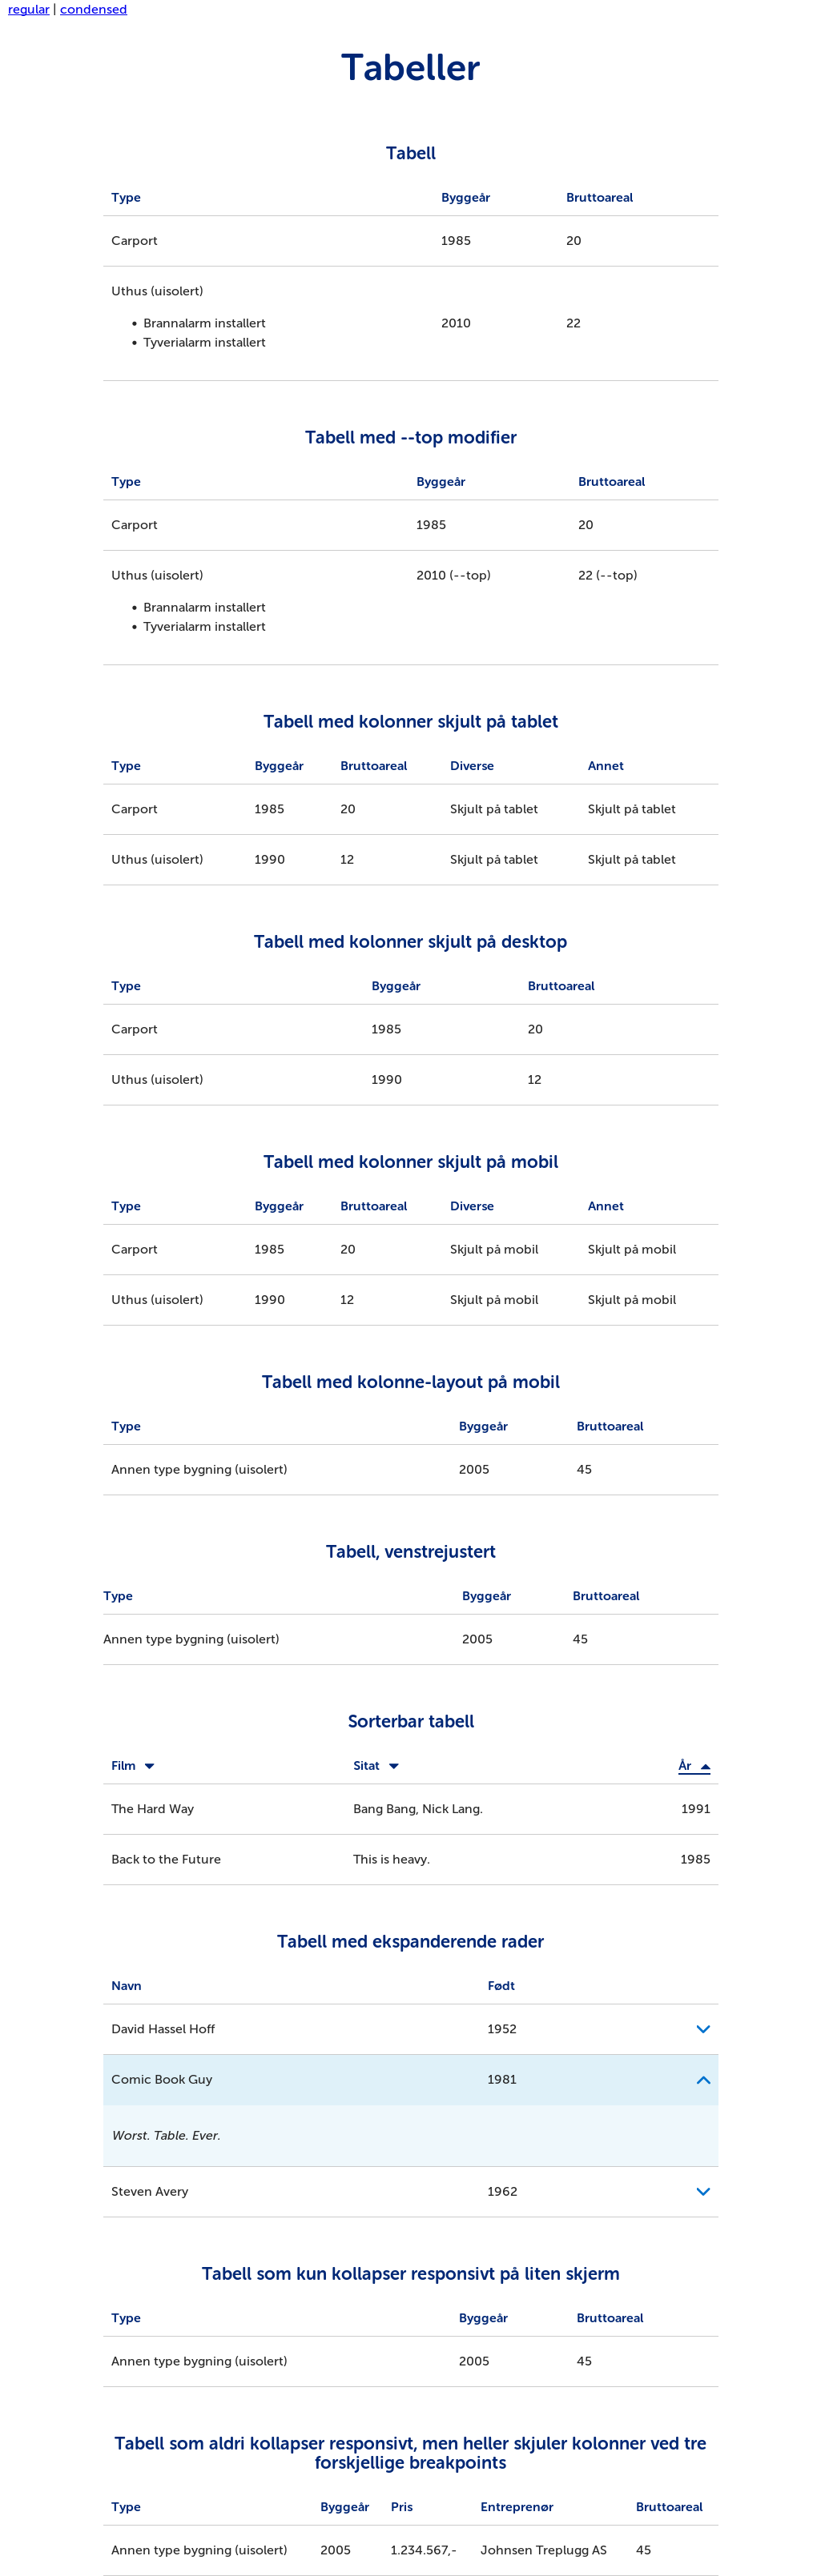 regular | condensed
Tabeller
Tabell
Type Byggeår Bruttoareal
Carport 1985 20
Uthus (uisolert)
• Brannalarm installert 2010 22
• Tyverialarm installert
Tabell med --top modifier
Type Byggeår Bruttoareal
Carport 1985 20
Uthus (uisolert) 2010 (--top) 22 (--top)
• Brannalarm installert
• Tyverialarm installert
Tabell med kolonner skjult på tablet
Type Byggeår Bruttoareal Diverse Annet
Carport 1985 20 Skjult på tablet Skjult på tablet
Uthus (uisolert) 1990 12 Skjult på tablet Skjult på tablet
Tabell med kolonner skjult på desktop
Type Byggeår Bruttoareal
Carport 1985 20
Uthus (uisolert) 1990 12
Tabell med kolonner skjult på mobil
Type Byggeår Bruttoareal Diverse Annet
Carport 1985 20 Skjult på mobil Skjult på mobil
Uthus (uisolert) 1990 12 Skjult på mobil Skjult på mobil
Tabell med kolonne-layout på mobil
Type Byggeår Bruttoareal
Annen type bygning (uisolert) 2005 45
Tabell, venstrejustert
Type Byggeår Bruttoareal
Annen type bygning (uisolert) 2005 45
Sorterbar tabell
Film Sitat År
The Hard Way Bang Bang, Nick Lang. 1991
Back to the Future This is heavy. 1985
Tabell med ekspanderende rader
Navn Født
David Hassel Hoff 1952
Comic Book Guy 1981
Worst. Table. Ever.
Steven Avery 1962
Tabell som kun kollapser responsivt på liten skjerm
Type Byggeår Bruttoareal
Annen type bygning (uisolert) 2005 45
Tabell som aldri kollapser responsivt, men heller skjuler kolonner ved tre
forskjellige breakpoints
Type Byggeår Pris Entreprenør Bruttoareal
Annen type bygning (uisolert) 2005 1.234.567,- Johnsen Treplugg AS 45